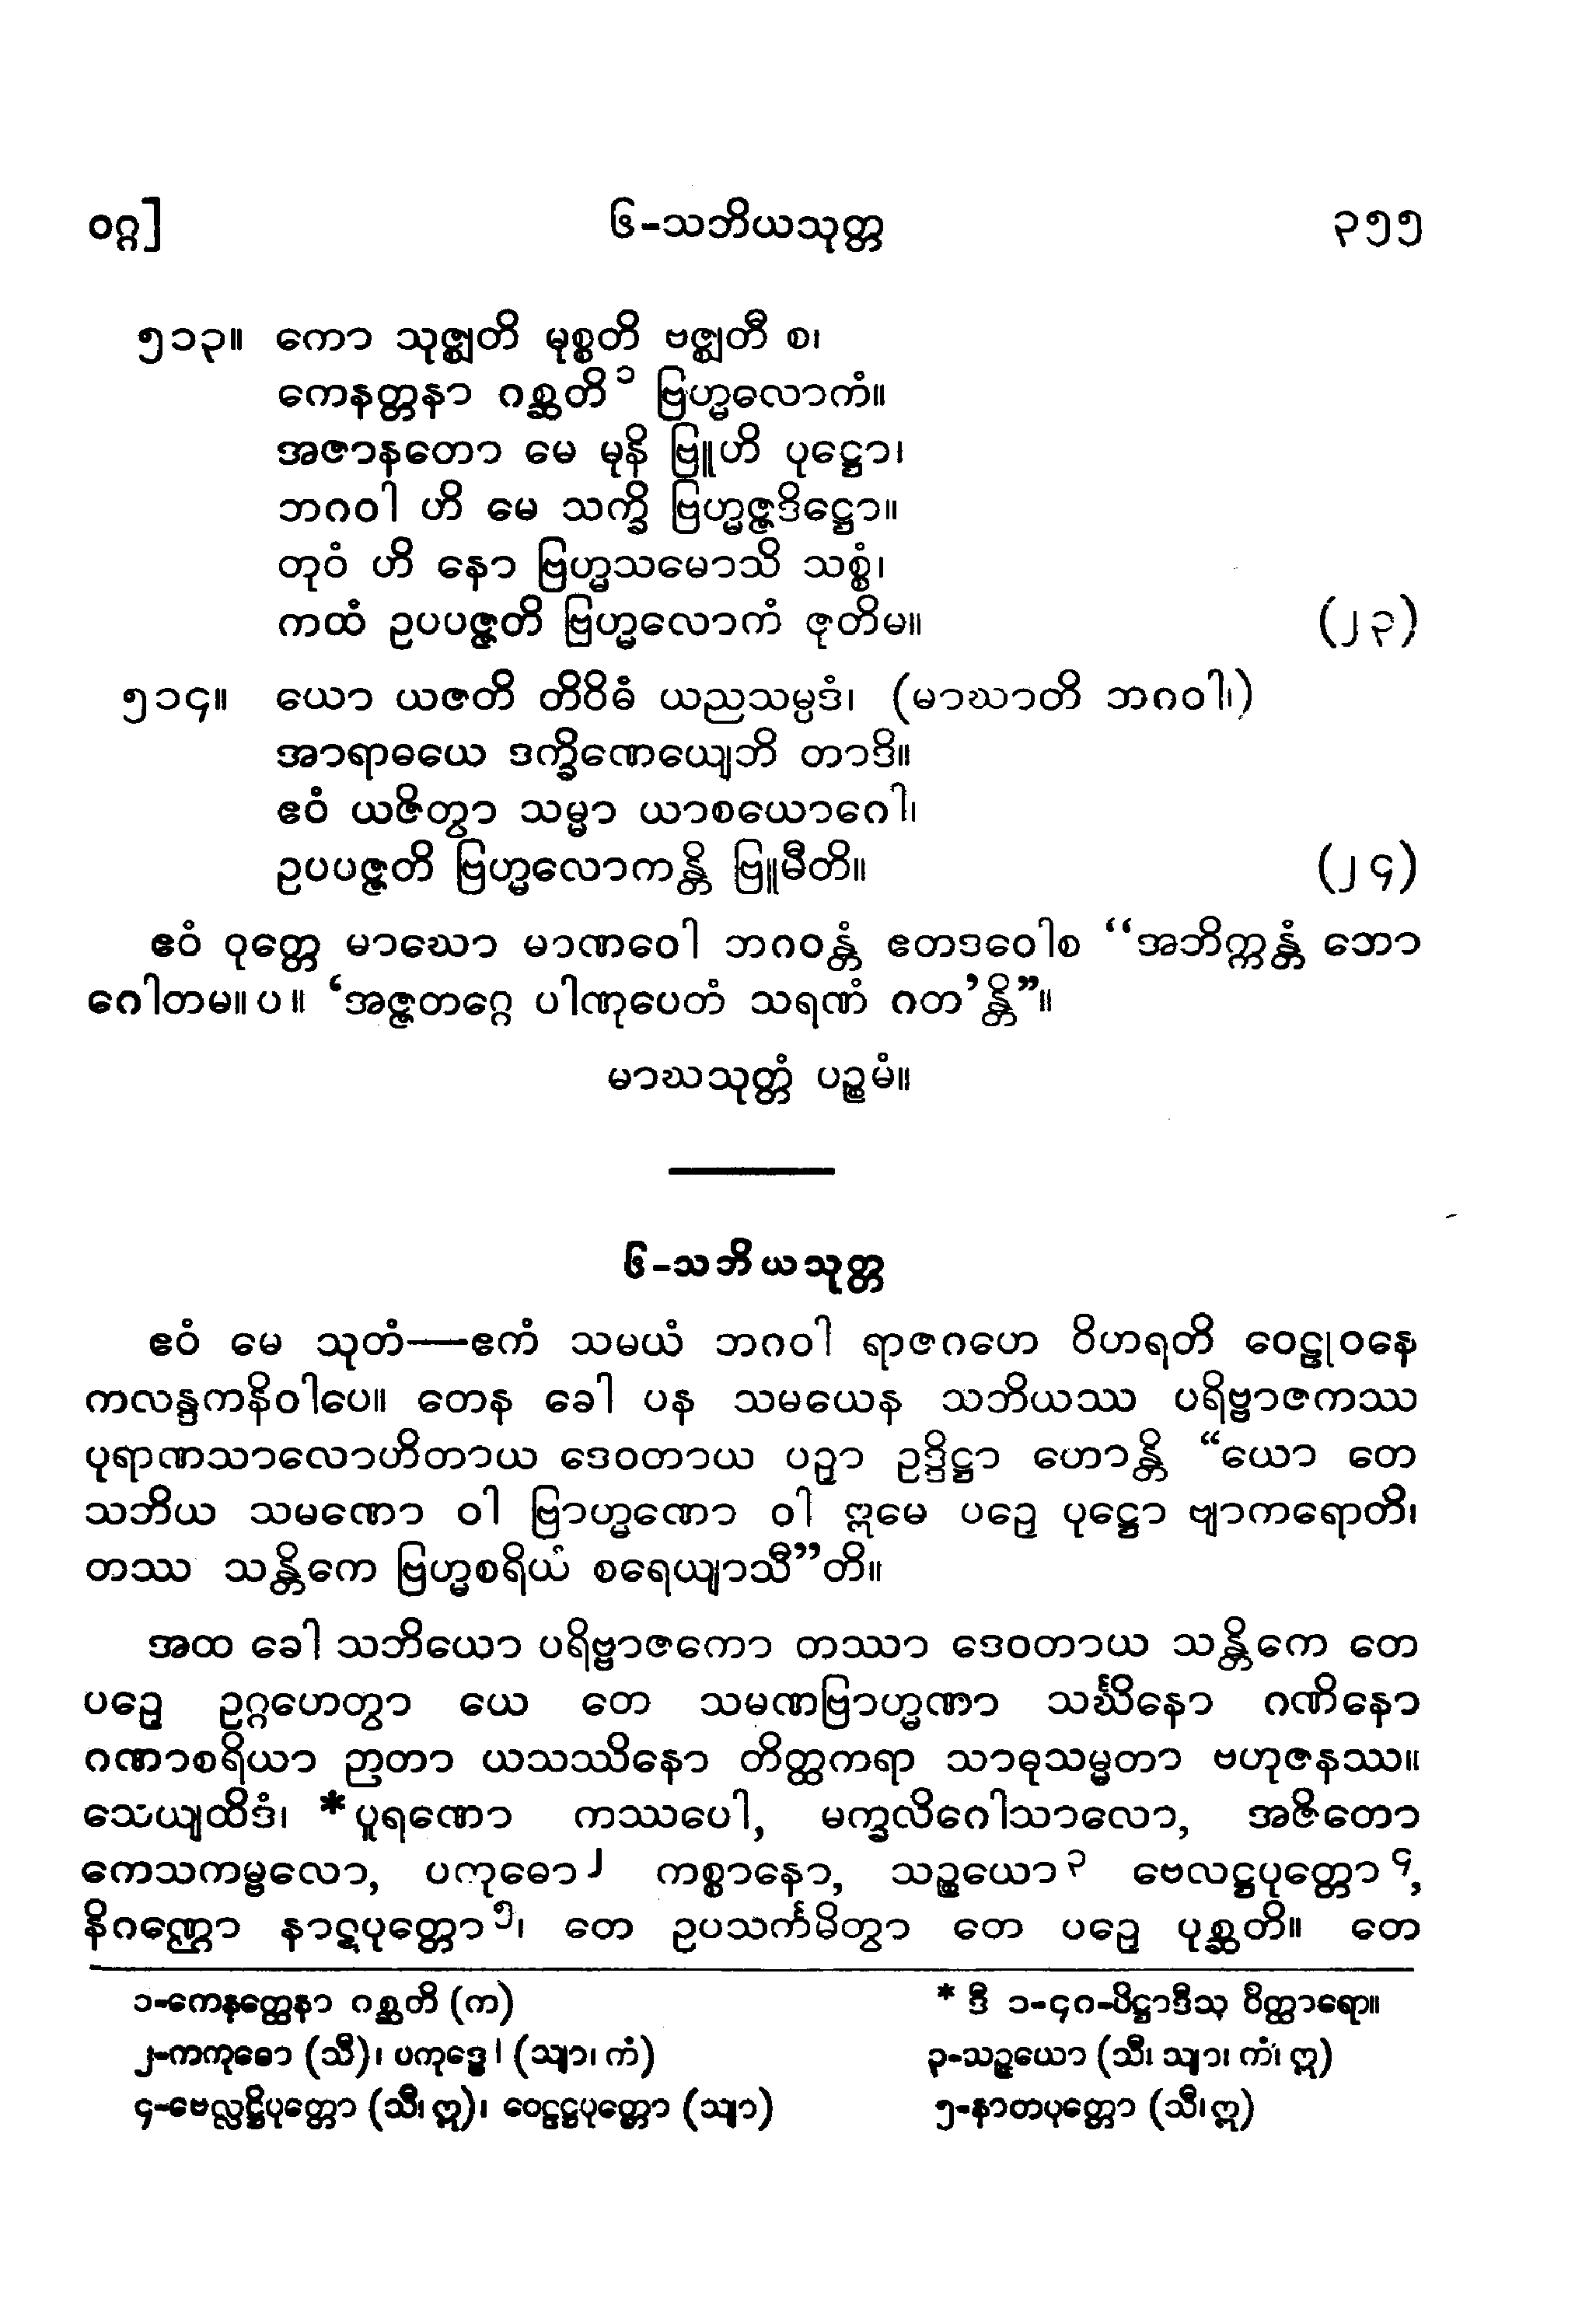 ဝဂ္ဂ] ၆-သဘိယသုတ္တ ၃၅၅
၅၁၃။ ကော သုဇ္ဈတိ မုစ္စတိ ဗဇ္ဈတီ စ၊
ကေနတ္တနာ ဂစ္ဆတိ၁ ဗြဟ္မလောကံ။
အဇာနတော မေ မုနိ ဗြူဟိ ပုဋ္ဌော၊
ဘဂဝါ ဟိ မေ သက္ခိ ဗြဟ္မဇ္ဇဒိဋ္ဌော။
တုဝံ ဟိ နော ဗြဟ္မသမောသိ သစ္စံ၊
ကထံ ဥပပဇ္ဇတိ ဗြဟ္မလောကံ ဇုတိမ။ (၂၃)
၅၁၄။ ယော ယဇတိ တိဝိဓံ ယညသမ္ပဒံ၊ (မာဃာတိ ဘဂဝါ၊)
အာရာဓယေ ဒက္ခိဏေယျေဘိ တာဒိ။
ဧဝံ ယဇိတွာ သမ္မာ ယာစယောဂေါ၊
ဥပပဇ္ဇတိ ဗြဟ္မလောကန္တိ ဗြူမီတိ။ (၂၄)
ဧဝံ ဝုတ္တေ မာဃော မာဏဝေါ ဘဂဝန္တံ ဧတဒဝေါစ “အဘိက္ကန္တံ ဘော
ဂေါတမ။ ပ။ ‘အဇ္ဇတဂ္ဂေ ပါဏုပေတံ သရဏံ ဂတ’န္တိ”။
မာဃသုတ္တံ ပဉ္စမံ။
၆-သဘိယသုတ္တ
ဧဝံ မေ သုတံ—ဧကံ သမယံ ဘဂဝါ ရာဇဂဟေ ဝိဟရတိ ဝေဠုဝနေ
ကလန္ဒကနိဝါပေ။ တေန ခေါ ပန သမယေန သဘိယဿ ပရိဗ္ဗာဇကဿ
ပုရာဏသာလောဟိတာယ ဒေဝတာယ ပဉှာ ဥဒ္ဒိဋ္ဌာ ဟောန္တိ “ယော တေ
သဘိယ သမဏော ဝါ ဗြာဟ္မဏော ဝါ ဣမေ ပဉှေ ပုဋ္ဌော ဗျာကရောတိ၊
တဿ သန္တိကေ ဗြဟ္မစရိယံ စရေယျာသီ”တိ။
အထ ခေါ သဘိယော ပရိဗ္ဗာဇကော တဿာ ဒေဝတာယ သန္တိကေ တေ
ပဉှေ ဥဂ္ဂဟေတွာ ယေ တေ သမဏဗြာဟ္မဏာ သင်္ဃိနော ဂဏိနော
ဂဏာစရိယာ ဉာတာ ယသဿိနော တိတ္ထကရာ သာဓုသမ္မတာ ဗဟုဇနဿ။
သေယျထိဒံ၊ *ပူရဏော ကဿပေါ, မက္ခလိဂေါသာလော, အဇိတော
ကေသကမ္ဗလော, ပကုဓော၂ ကစ္စာနော, သဉ္စယော၃ ဗေလဋ္ဌပုတ္တော၄,
နိဂဏ္ဌော နာဋပုတ္တော၅၊ တေ ဥပသင်္ကမိတွာ တေ ပဉှေ ပုစ္ဆတိ။ တေ
၁-ကေနတ္ထေနာ ဂစ္ဆတိ (က) * ဒီ ၁-၄၈-ပိဋ္ဌာဒီသု ဝိတ္ထာရော။
၂-ကကုဓော (သီ)၊ ပကုဒ္ဓေါ (သျာ၊ ကံ) ၃-သဉ္ဇယော (သီ၊ သျာ၊ ကံ၊ ဣ)
၄-ဗေလ္လဋ္ဌိပုတ္တော (သီ၊ ဣ)၊ ဝေဠဋ္ဌပုတ္တော (သျာ) ၅-နာတပုတ္တော (သီ၊ဣ)